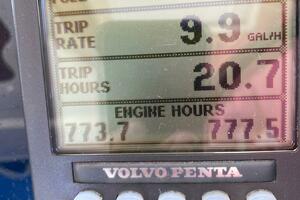 TRIP
RATE 9.9 GAL/H
TRIP
HOURS 20.7
ENGINE HOURS
773.7 777.5
VOLVO PENTA